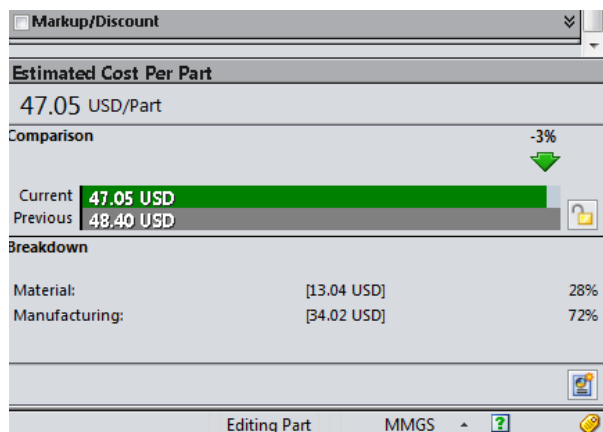 Markup/Discount
Estimated Cost Per Part
47.05 USD/Part
Comparison
-3%
Current 47.05 USD
Previous 48.40 USD
Breakdown
Material: [13.04 USD] 28%
Manufacturing: [34.02 USD] 72%
Editing Part MMGS ?